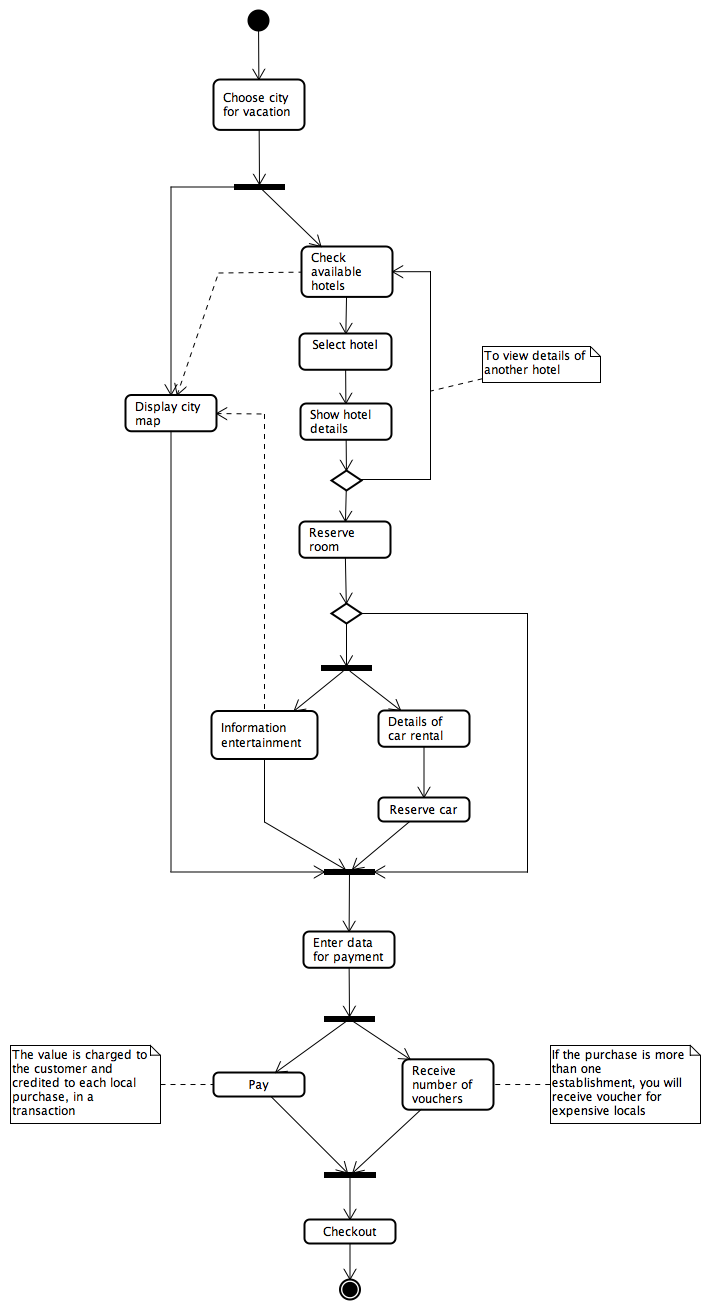 Choose city
for vacation
Check
available
hotels
Select hotel
To view details of
another hotel
Display city
map
Show hotel
details
Reserve
room
Information
entertainment
Details of
car rental
Reserve car
Enter data
for payment
The value is charged to
the customer and
credited to each local
purchase, in a
transaction
Pay
Receive
number of
vouchers
If the purchase is more
than one
establishment, you will
receive voucher for
expensive locals
Checkout